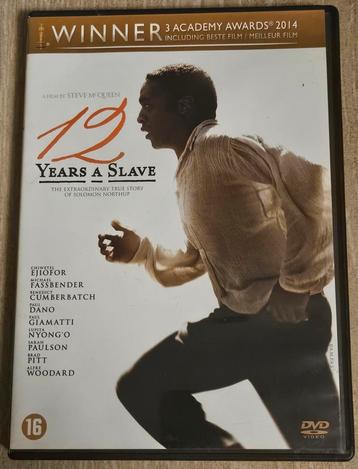 WINNER 3 ACADEMY AWARDS® 2014
INCLUDING BESTE FILM / MEILLEUR FILM
A FILM BY STEVE McQUEEN
12
YEARS A SLAVE
THE EXTRAORDINARY TRUE STORY
OF SOLOMON NORTHUP
CHIWETEL
EJIOFOR
MICHAEL
FASSBENDER
BENEDICT
CUMBERBATCH
PAUL
DANO
PAUL
GIAMATTI
LUPITA
NYONG'O
SARAH
PAULSON
BRAD
PITT
ALFRE
WOODARD
16
DVD
VIDEO